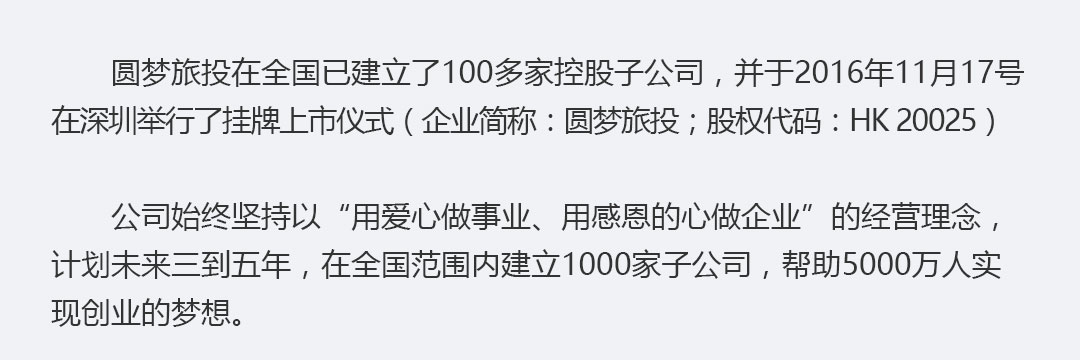 圆梦旅投在全国已建立了100多家控股子公司，并于2016年11月17号
在深圳举行了挂牌上市仪式（企业简称：圆梦旅投；股权代码：HK 20025）
公司始终坚持以“用爱心做事业、用感恩的心做企业”的经营理念，
计划未来三到五年，在全国范围内建立1000家子公司，帮助5000万人实
现创业的梦想。